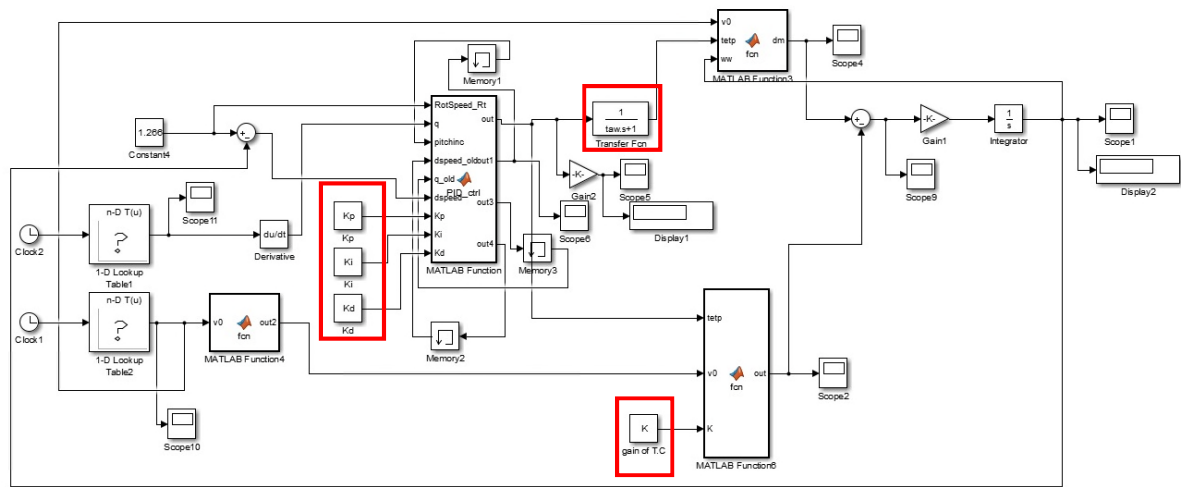 v0
tetp
ww
fcn
dm
MATLAB Function3
Scope4
Memory1
RotSpeed_Rt
q
pitchinc
dspeed_old
q_old
dspeed
Kp
Ki
Kd
out
out1
out3
out4
PID_ctrl
MATLAB Function
1
taw.s+1
Transfer Fcn
1.266
Constant4
+
-
+
-
-K-
Gain1
1
s
Integrator
Scope1
Display2
Scope9
-K-
Gain2
Scope5
Display1
Scope6
Scope11
n-D T(u)
?
1-D Lookup
Table1
Clock2
du/dt
Derivative
Kp
Kp
Ki
Ki
Kd
Kd
Memory3
Memory2
Clock1
n-D T(u)
?
1-D Lookup
Table2
v0
fcn
out2
MATLAB Function4
Scope10
tetp
v0
K
fcn
out
MATLAB Function6
Scope2
K
gain of T.C